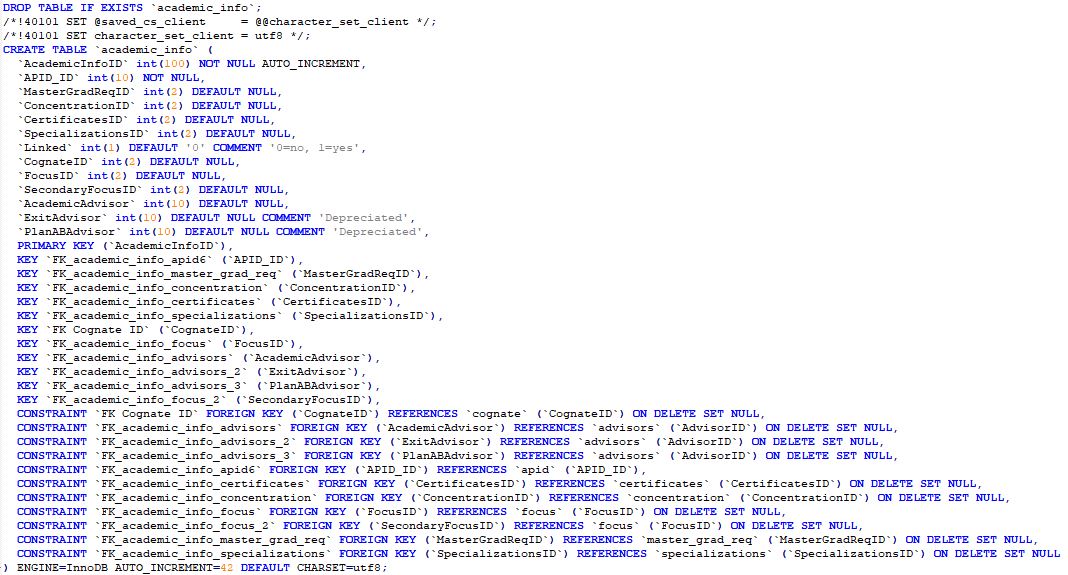 DROP TABLE IF EXISTS `academic_info`;
/*!40101 SET @saved_cs_client     = @@character_set_client */;
/*!40101 SET character_set_client = utf8 */;
CREATE TABLE `academic_info` (
  `AcademicInfoID` int(100) NOT NULL AUTO_INCREMENT,
  `APID_ID` int(10) NOT NULL,
  `MasterGradReqID` int(2) DEFAULT NULL,
  `ConcentrationID` int(2) DEFAULT NULL,
  `CertificatesID` int(2) DEFAULT NULL,
  `SpecializationsID` int(2) DEFAULT NULL,
  `Linked` int(1) DEFAULT '0' COMMENT '0=no, 1=yes',
  `CognateID` int(2) DEFAULT NULL,
  `FocusID` int(2) DEFAULT NULL,
  `SecondaryFocusID` int(2) DEFAULT NULL,
  `AcademicAdvisor` int(10) DEFAULT NULL,
  `ExitAdvisor` int(10) DEFAULT NULL COMMENT 'Depreciated',
  `PlanABAdvisor` int(10) DEFAULT NULL COMMENT 'Depreciated',
  PRIMARY KEY (`AcademicInfoID`),
  KEY `FK_academic_info_apid6` (`APID_ID`),
  KEY `FK_academic_info_master_grad_req` (`MasterGradReqID`),
  KEY `FK_academic_info_concentration` (`ConcentrationID`),
  KEY `FK_academic_info_certificates` (`CertificatesID`),
  KEY `FK_academic_info_specializations` (`SpecializationsID`),
  KEY `FK Cognate ID` (`CognateID`),
  KEY `FK_academic_info_focus` (`FocusID`),
  KEY `FK_academic_info_advisors` (`AcademicAdvisor`),
  KEY `FK_academic_info_advisors_2` (`ExitAdvisor`),
  KEY `FK_academic_info_advisors_3` (`PlanABAdvisor`),
  KEY `FK_academic_info_focus_2` (`SecondaryFocusID`),
  CONSTRAINT `FK Cognate ID` FOREIGN KEY (`CognateID`) REFERENCES `cognate` (`CognateID`) ON DELETE SET NULL,
  CONSTRAINT `FK_academic_info_advisors` FOREIGN KEY (`AcademicAdvisor`) REFERENCES `advisors` (`AdvisorID`) ON DELETE SET NULL,
  CONSTRAINT `FK_academic_info_advisors_2` FOREIGN KEY (`ExitAdvisor`) REFERENCES `advisors` (`AdvisorID`) ON DELETE SET NULL,
  CONSTRAINT `FK_academic_info_advisors_3` FOREIGN KEY (`PlanABAdvisor`) REFERENCES `advisors` (`AdvisorID`) ON DELETE SET NULL,
  CONSTRAINT `FK_academic_info_apid6` FOREIGN KEY (`APID_ID`) REFERENCES `apid` (`APID_ID`),
  CONSTRAINT `FK_academic_info_certificates` FOREIGN KEY (`CertificatesID`) REFERENCES `certificates` (`CertificatesID`) ON DELETE SET NULL,
  CONSTRAINT `FK_academic_info_concentration` FOREIGN KEY (`ConcentrationID`) REFERENCES `concentration` (`ConcentrationID`) ON DELETE SET NULL,
  CONSTRAINT `FK_academic_info_focus` FOREIGN KEY (`FocusID`) REFERENCES `focus` (`FocusID`) ON DELETE SET NULL,
  CONSTRAINT `FK_academic_info_focus_2` FOREIGN KEY (`SecondaryFocusID`) REFERENCES `focus` (`FocusID`) ON DELETE SET NULL,
  CONSTRAINT `FK_academic_info_master_grad_req` FOREIGN KEY (`MasterGradReqID`) REFERENCES `master_grad_req` (`MasterGradReqID`) ON DELETE SET NULL,
  CONSTRAINT `FK_academic_info_specializations` FOREIGN KEY (`SpecializationsID`) REFERENCES `specializations` (`SpecializationsID`) ON DELETE SET NULL
) ENGINE=InnoDB AUTO_INCREMENT=42 DEFAULT CHARSET=utf8;